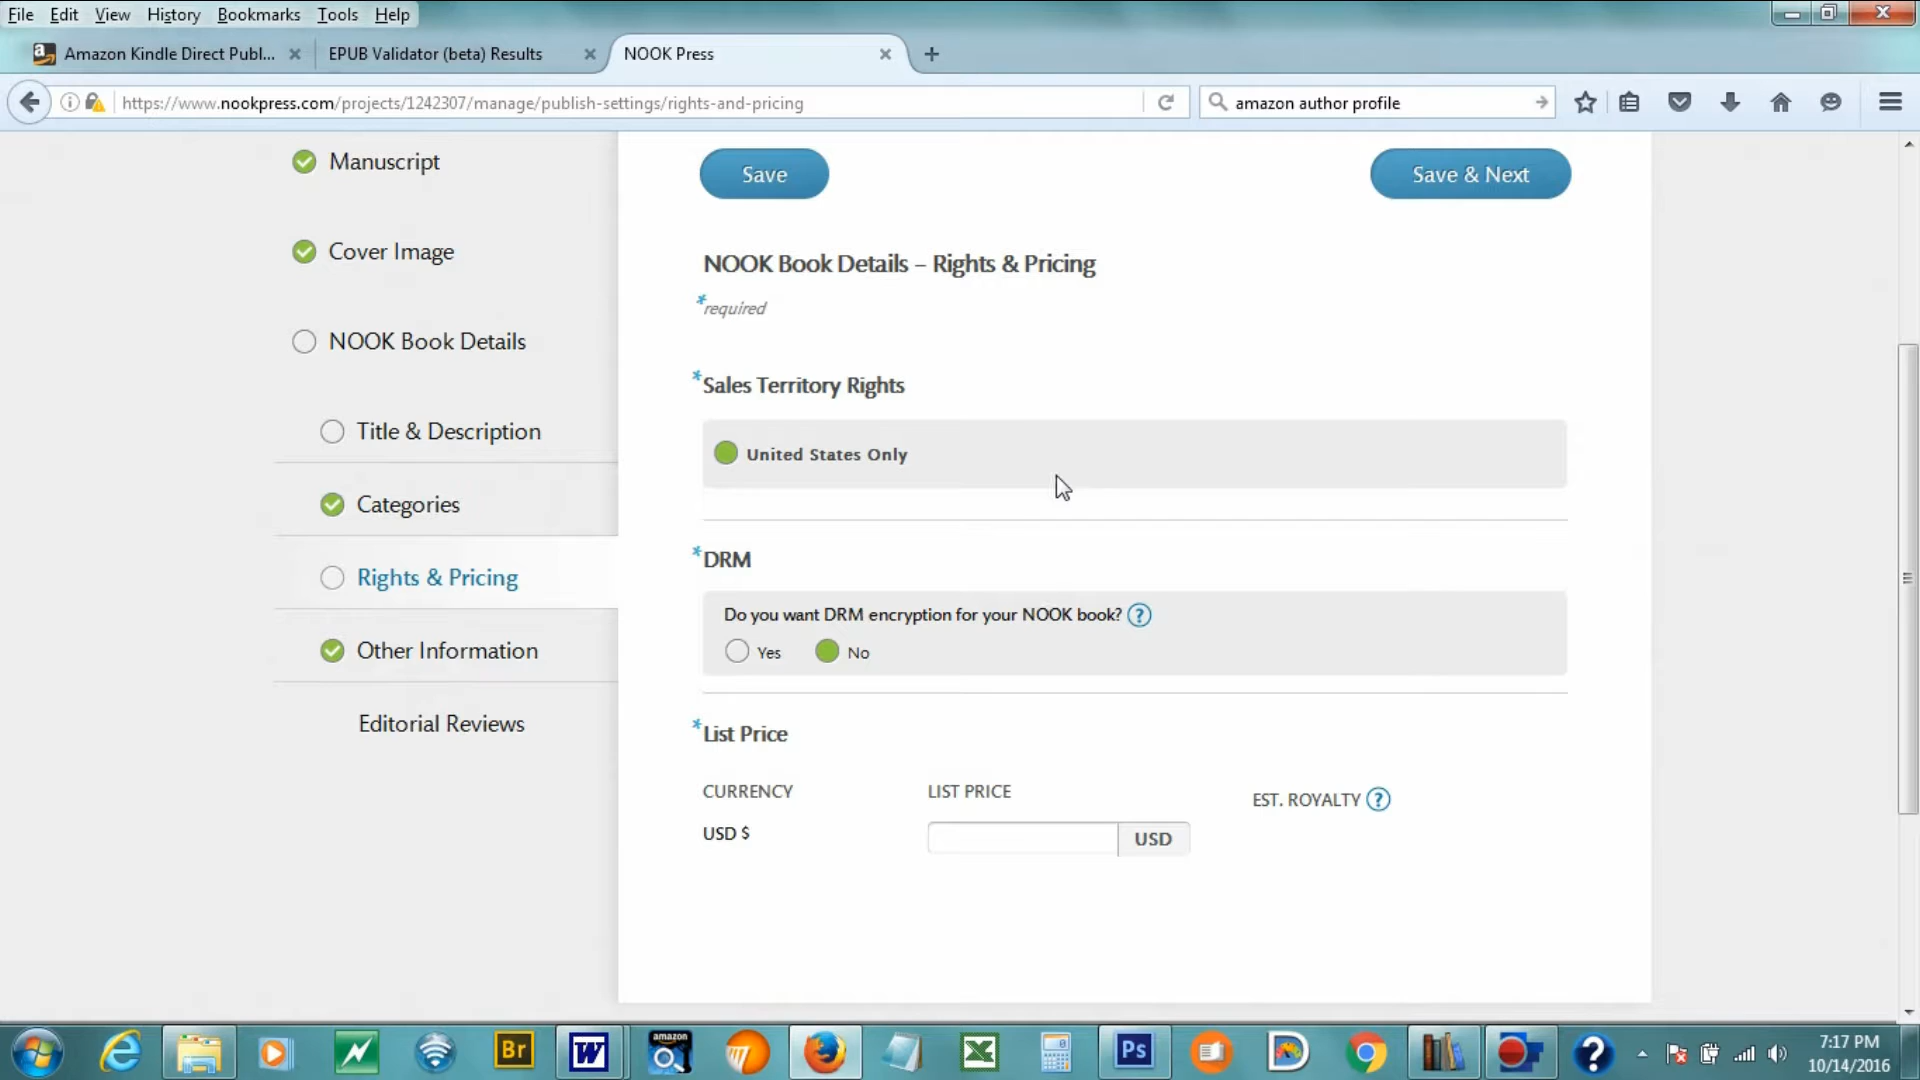 File Edit View History Bookmarks Tools Help
Amazon Kindle Direct Publ...
EPUB Validator (beta) Results
NOOK Press
https://www.nookpress.com/projects/1242307/manage/publish-settings/rights-and-pricing
amazon author profile
Manuscript
Cover Image
NOOK Book Details
Title & Description
Categories
Rights & Pricing
Other Information
Editorial Reviews
Save
Save & Next
NOOK Book Details – Rights & Pricing
*required
*Sales Territory Rights
United States Only
*DRM
Do you want DRM encryption for your NOOK book? ?
Yes No
*List Price
CURRENCY LIST PRICE EST. ROYALTY ?
USD $ USD
Br
W
amazon
Ps
7:17 PM
10/14/2016